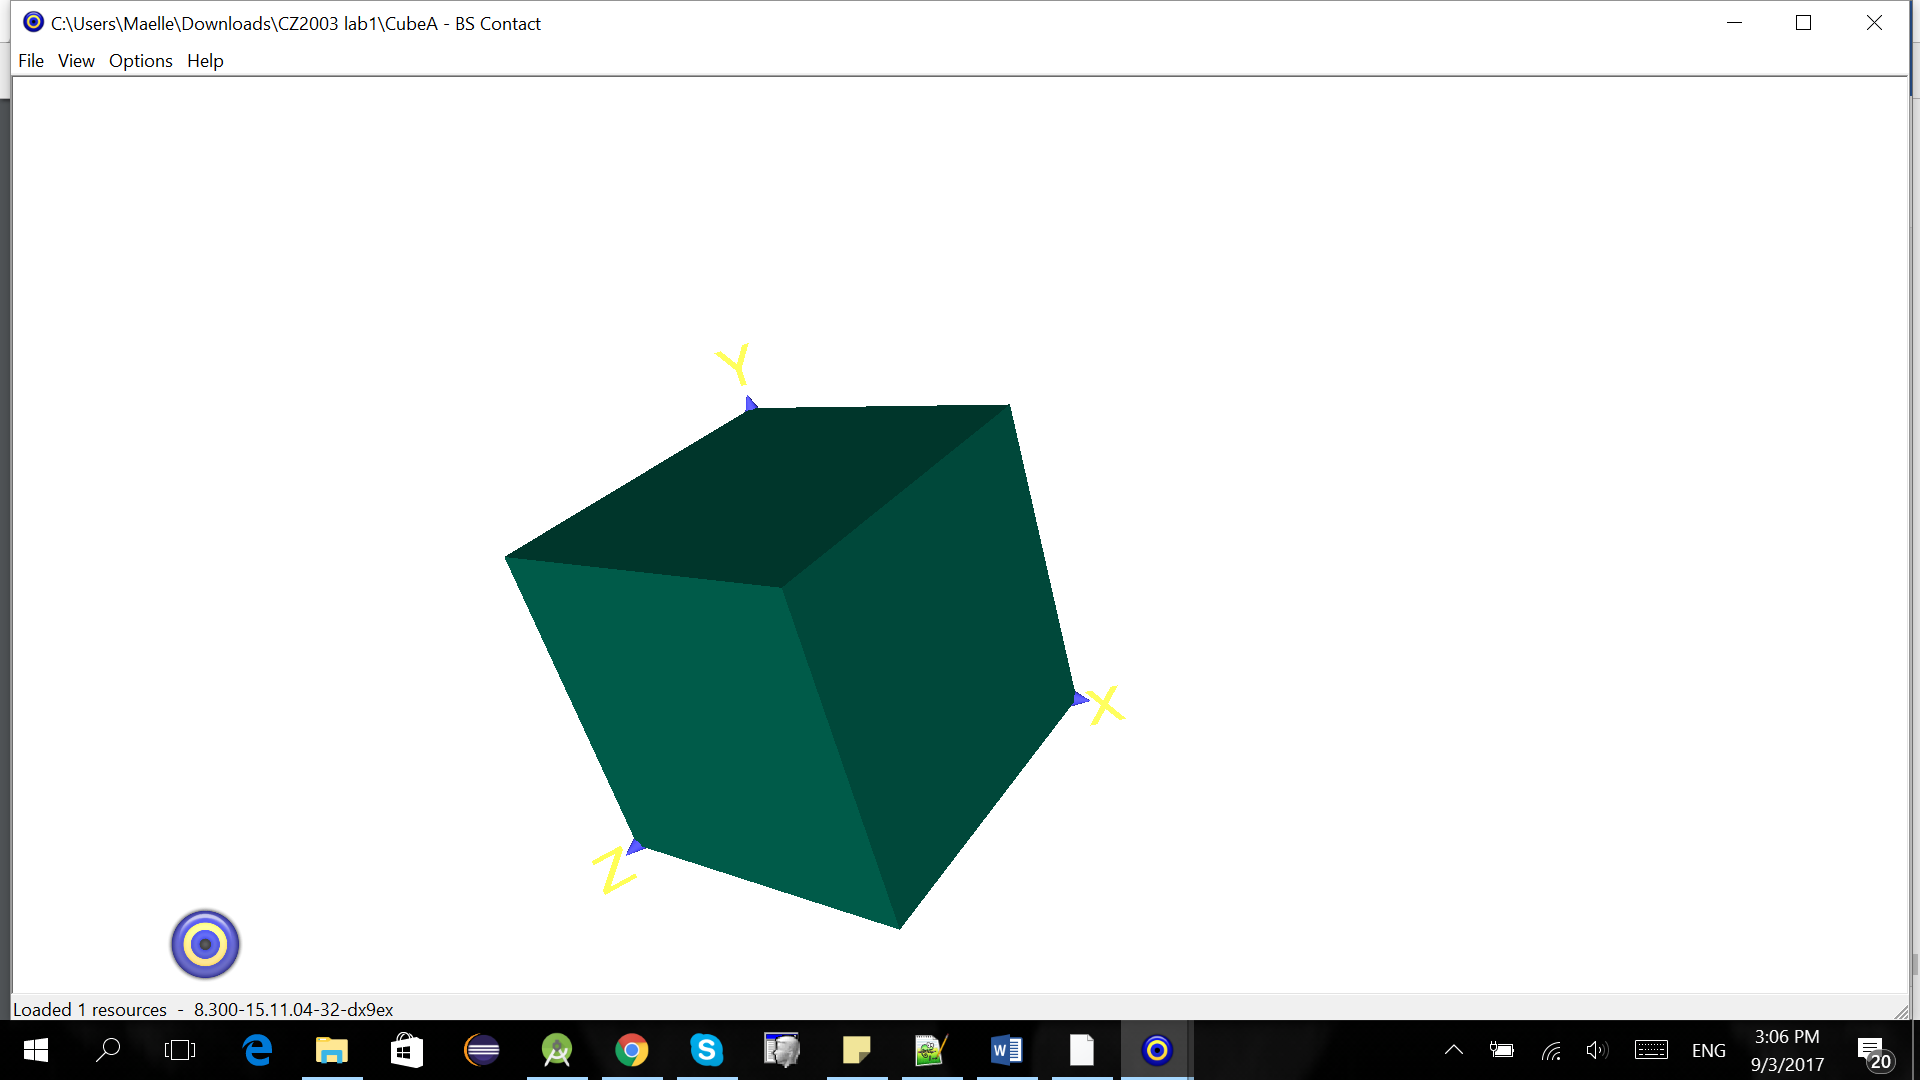 C:\Users\Maelle\Downloads\CZ2003 lab1\CubeA - BS Contact
File View Options Help
Y
X
Z
Loaded 1 resources - 8.300-15.11.04-32-dx9ex
ENG
3:06 PM
9/3/2017
20